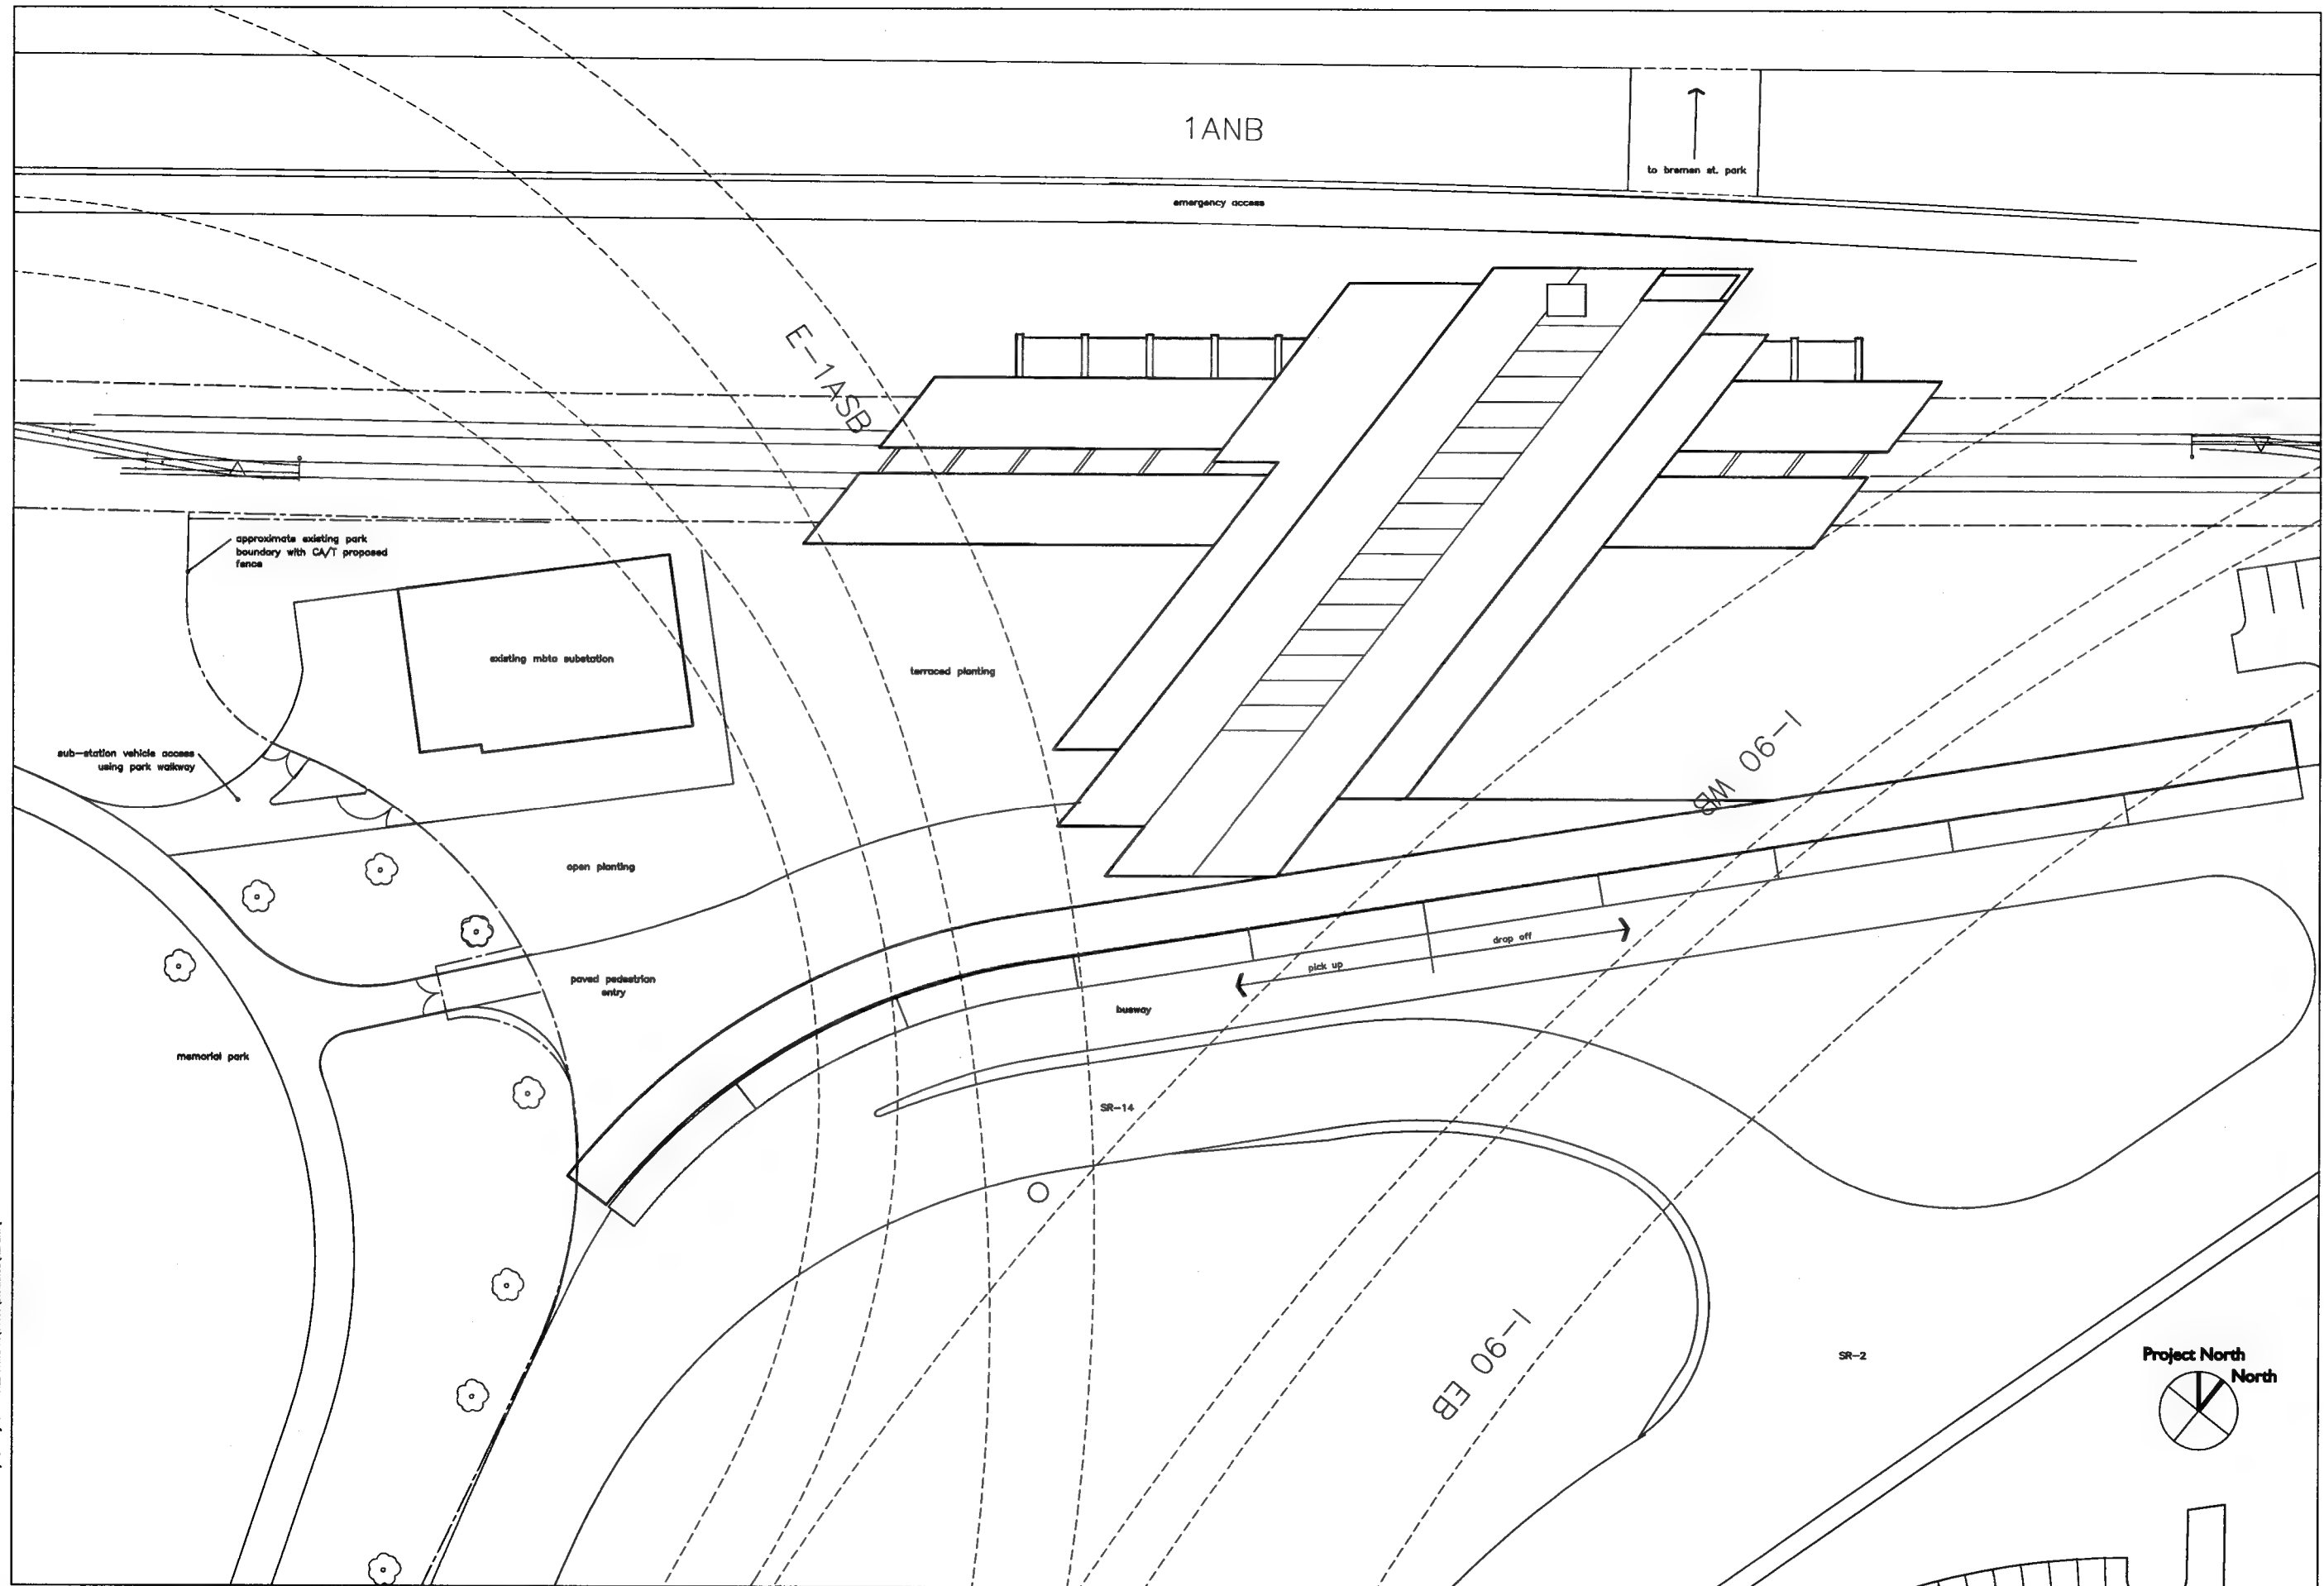 1ANB
to bremen st. park
emergency access
E-1ASB
approximate existing park
boundary with CA/T proposed
fence
existing mbta substation
terraced planting
sub-station vehicle access
using park walkway
I-90 WB
open planting
paved pedestrian
entry
drop off
pick up
busway
memorial park
SR-14
I-90 EB
SR-2
Project North
North